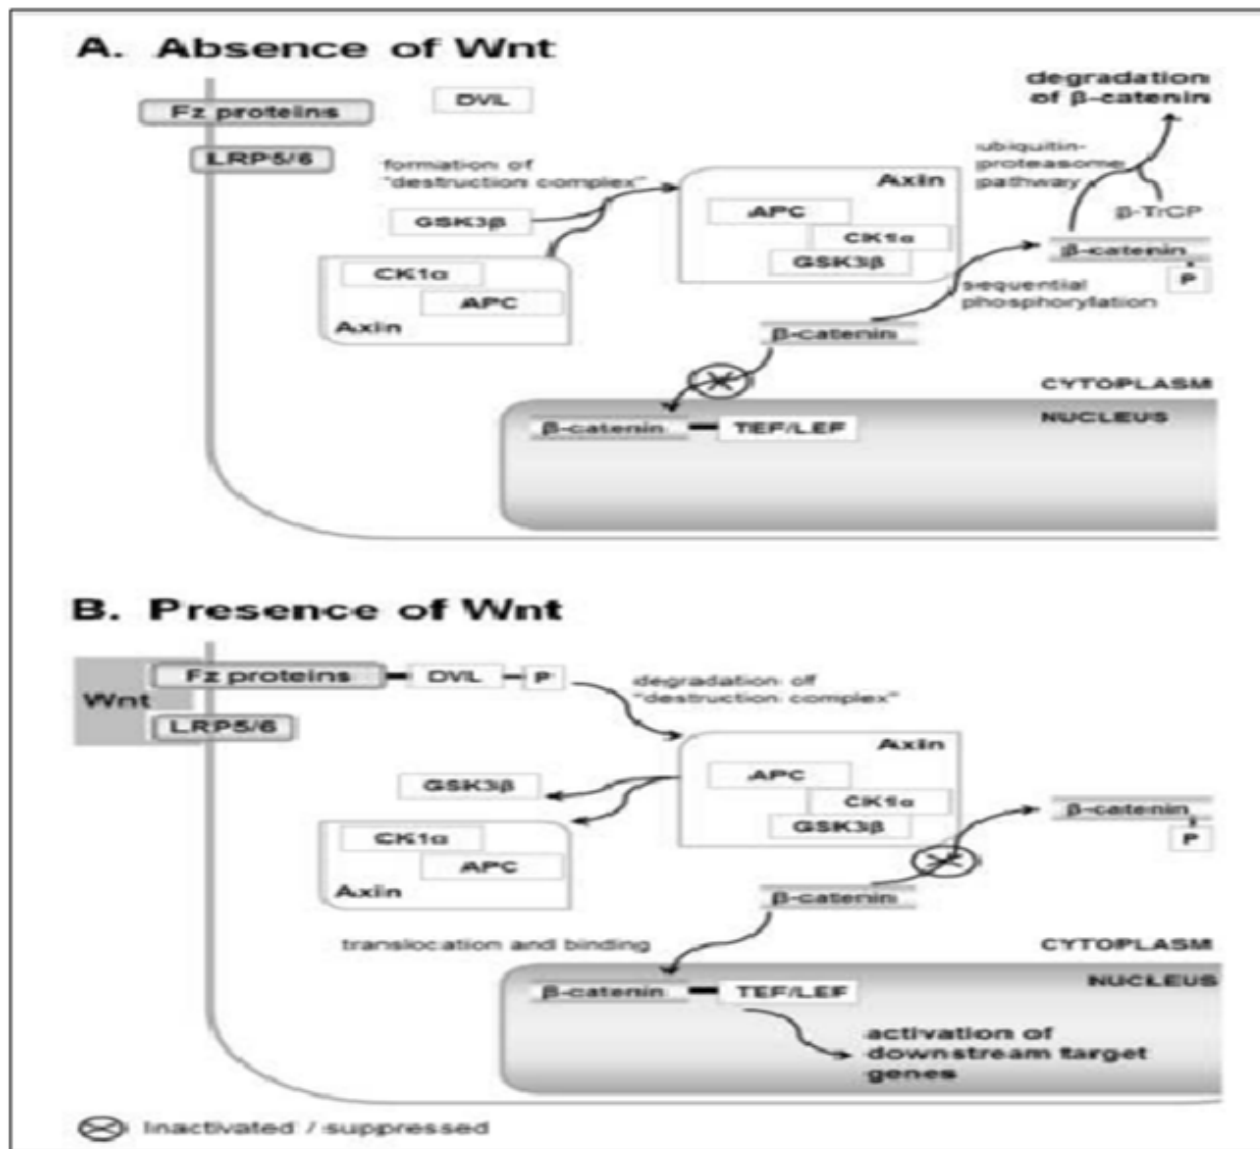 A. Absence of Wnt
degradation
of β-catenin
DVL
Fz proteins
LRP5/6
ubiquitin-
proteasome
pathway
formation of
"destruction complex"
Axin
APC
β-TrCP
GSK3β
CK1α
GSK3β
β-catenin
P
CK1α
APC
Axin
sequential
phosphorylation
β-catenin
CYTOPLASM
NUCLEUS
β-catenin
TEF/LEF
B. Presence of Wnt
Wnt
Fz proteins
DVL
P
degradation of
"destruction complex"
LRP5/6
Axin
APC
GSK3β
CK1α
GSK3β
β-catenin
P
CK1α
APC
Axin
β-catenin
translocation and binding
CYTOPLASM
NUCLEUS
β-catenin
TEF/LEF
activation of
downstream target
genes
Inactivated / suppressed